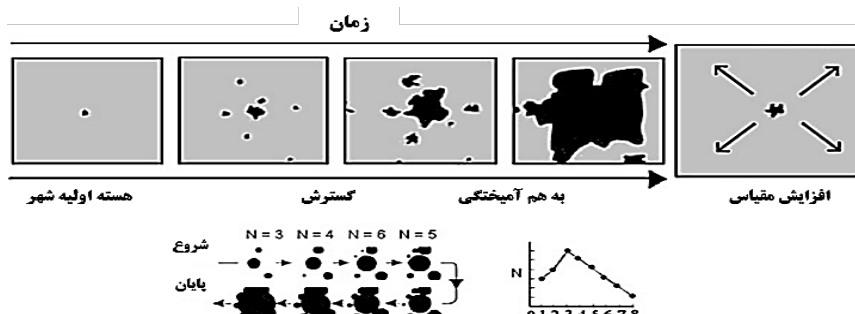 زمان
هسته اولیه شهر گسترش به هم آمیختگی افزایش مقیاس
شروع N = 3 N = 4 N = 6 N = 5
پایان
N
0 1 2 3 4 5 6 7 8